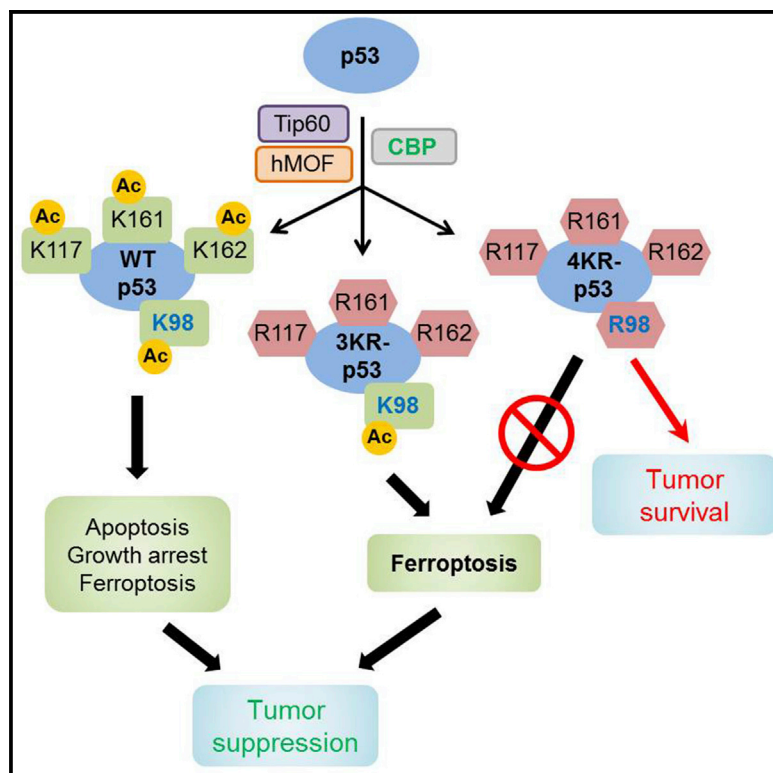 p53
Tip60
hMOF
CBP
Ac
K117
Ac
K161
Ac
K162
WT
p53
K98
Ac
R117
R161
R162
3KR-
p53
K98
Ac
R117
R161
R162
4KR-
p53
R98
Apoptosis
Growth arrest
Ferroptosis
Ferroptosis
Tumor
survival
Tumor
suppression